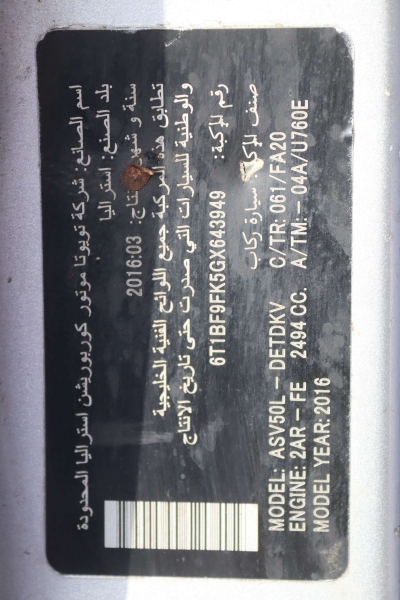 اسم الصانع: شركة تويوتا موتور كوربوريشن استراليا المحدودة
بلد الصنع: استراليا
سنة و شهر الانتاج: 2016:03
تطابق هذه المركبة جميع اللوائح الفنية الخليجية
والوطنية للسيارات التي صدرت حتى تاريخ الانتاج
رقم المركبة: 6T1BF9FK5GX643949
صنف المركبة: سيارة ركاب
MODEL: ASV50L - DETDKV C/TR: 061/FA20
ENGINE: 2AR - FE 2494 CC. A/TM: - 04A/U760E
MODEL YEAR: 2016